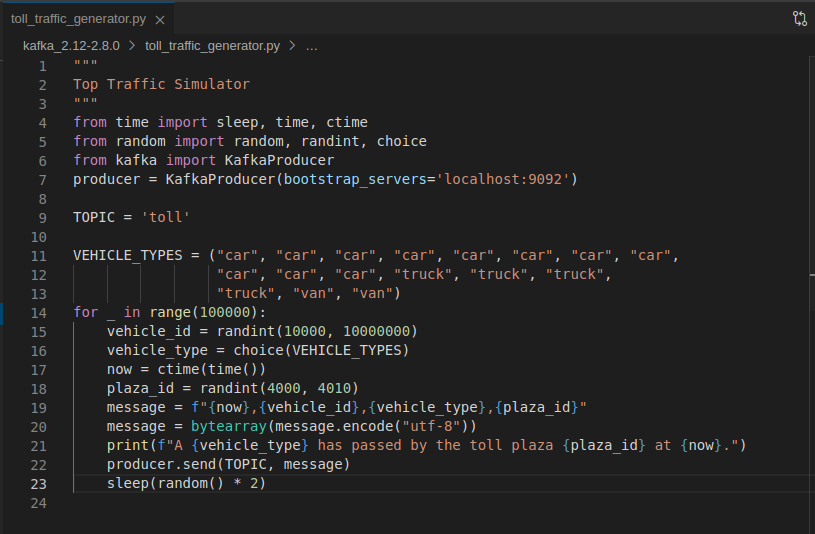 toll_traffic_generator.py
kafka_2.12-2.8.0 > toll_traffic_generator.py > ...
1 """
2 Top Traffic Simulator
3 """
4 from time import sleep, time, ctime
5 from random import random, randint, choice
6 from kafka import KafkaProducer
7 producer = KafkaProducer(bootstrap_servers='localhost:9092')
8
9 TOPIC = 'toll'
10
11 VEHICLE_TYPES = ("car", "car", "car", "car", "car", "car", "car", "car",
12                  "car", "car", "car", "truck", "truck", "truck",
13                  "truck", "van", "van")
14 for _ in range(100000):
15     vehicle_id = randint(10000, 10000000)
16     vehicle_type = choice(VEHICLE_TYPES)
17     now = ctime(time())
18     plaza_id = randint(4000, 4010)
19     message = f"{now},{vehicle_id},{vehicle_type},{plaza_id}"
20     message = bytearray(message.encode("utf-8"))
21     print(f"A {vehicle_type} has passed by the toll plaza {plaza_id} at {now}.")
22     producer.send(TOPIC, message)
23     sleep(random() * 2)
24